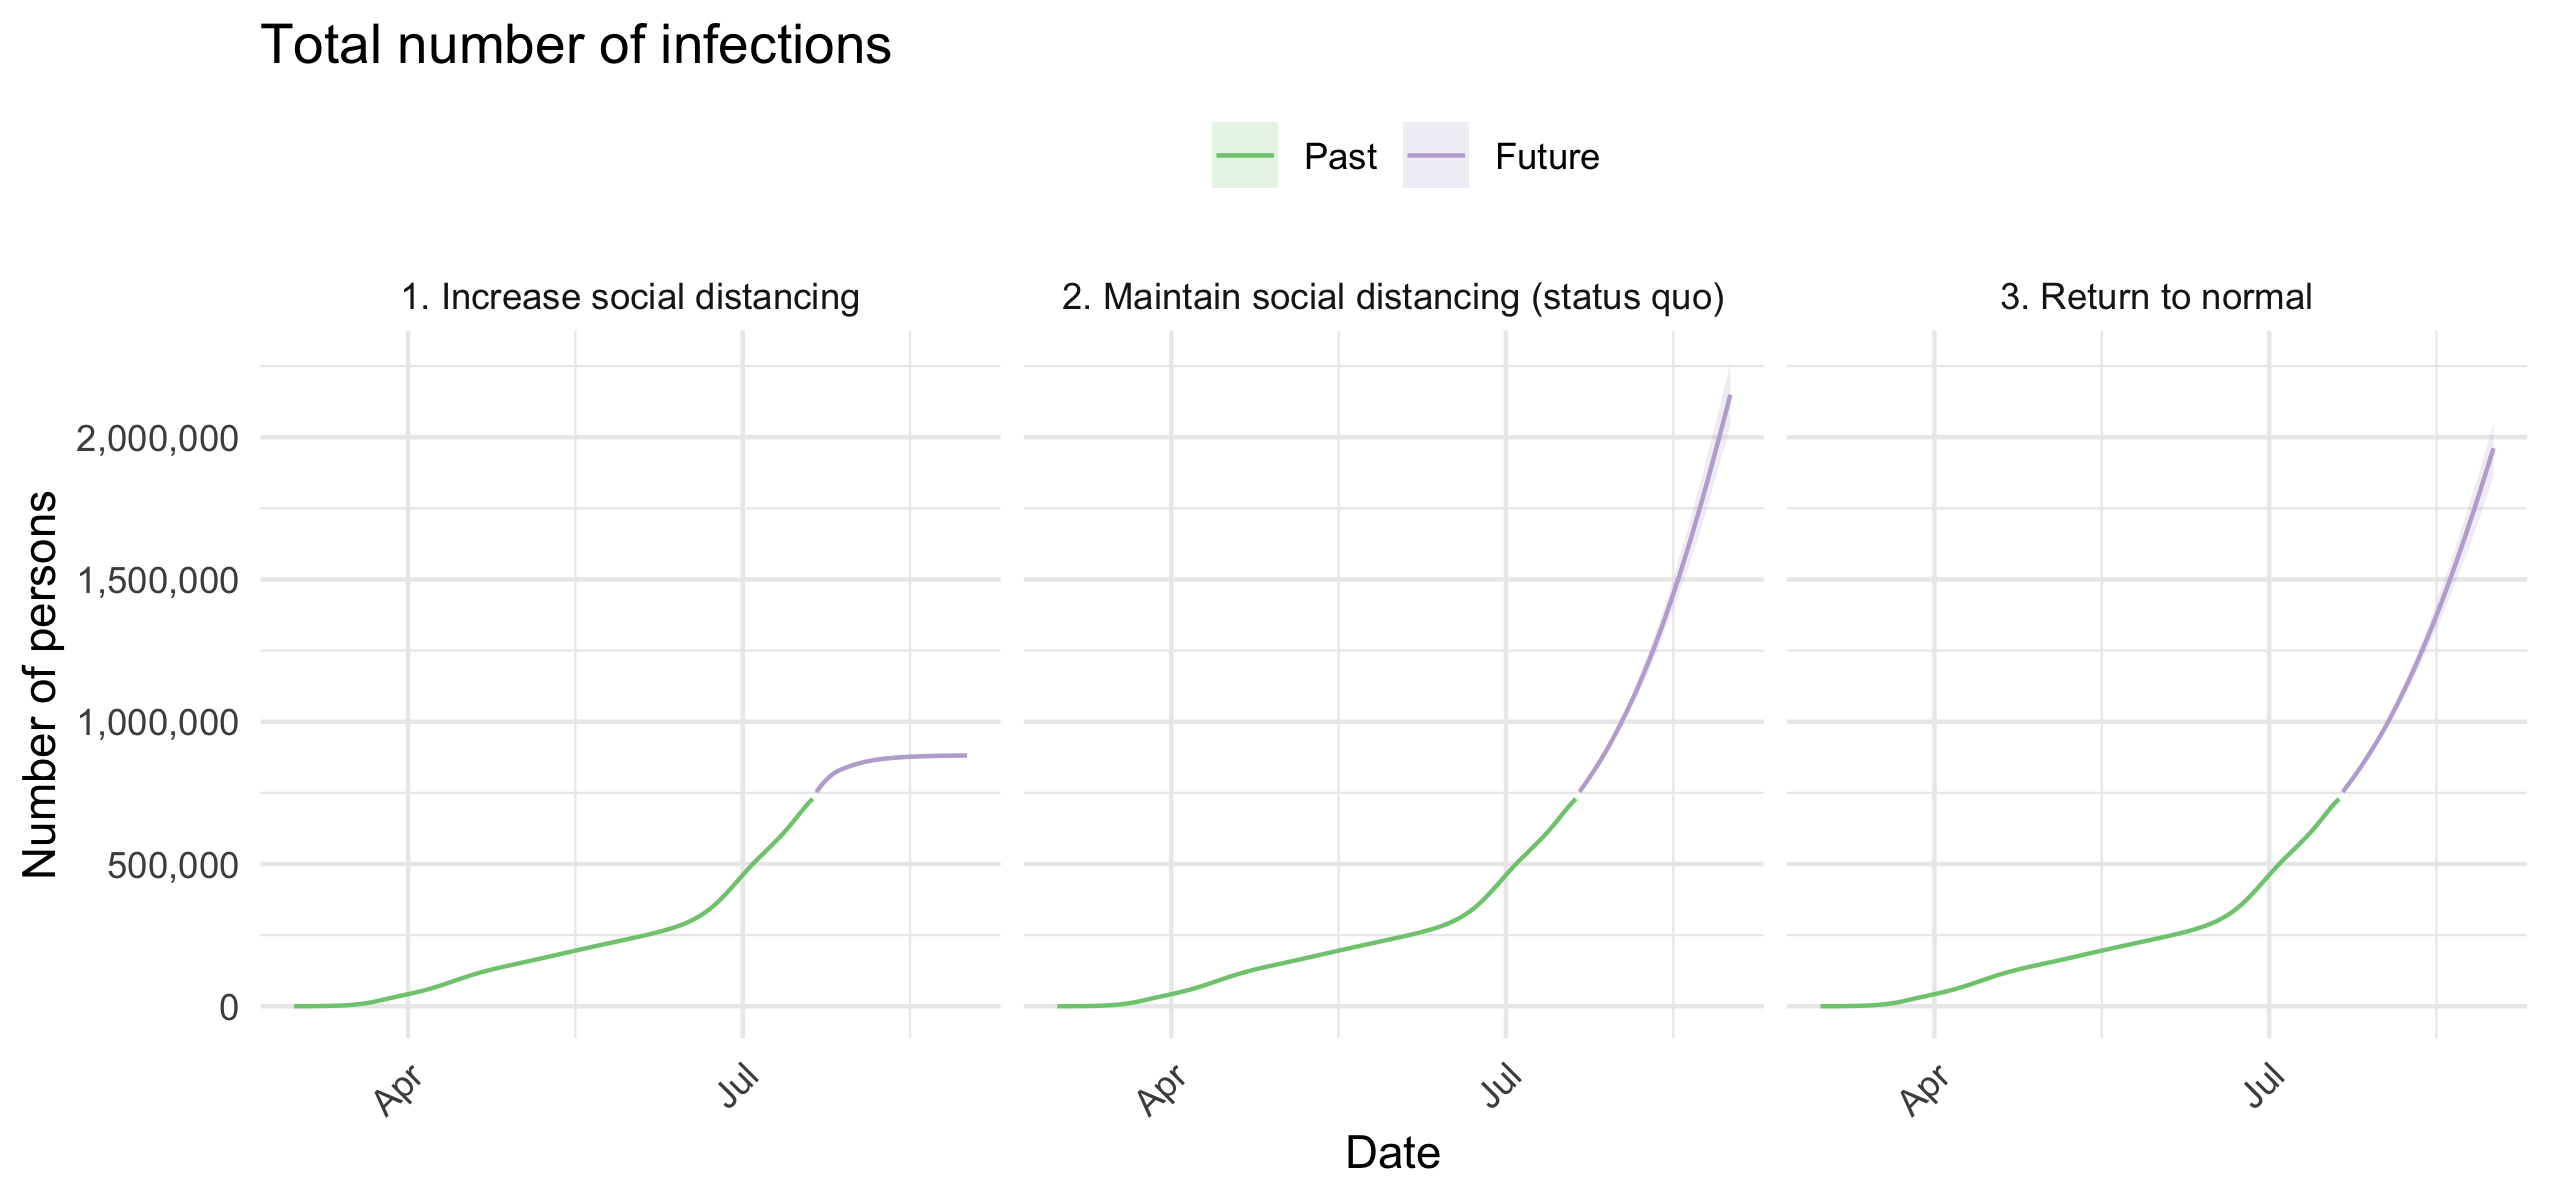 Total number of infections
Past Future
1. Increase social distancing
2. Maintain social distancing (status quo)
3. Return to normal
Number of persons
2,000,000
1,500,000
1,000,000
500,000
0
Apr Jul Apr Jul Apr Jul
Date